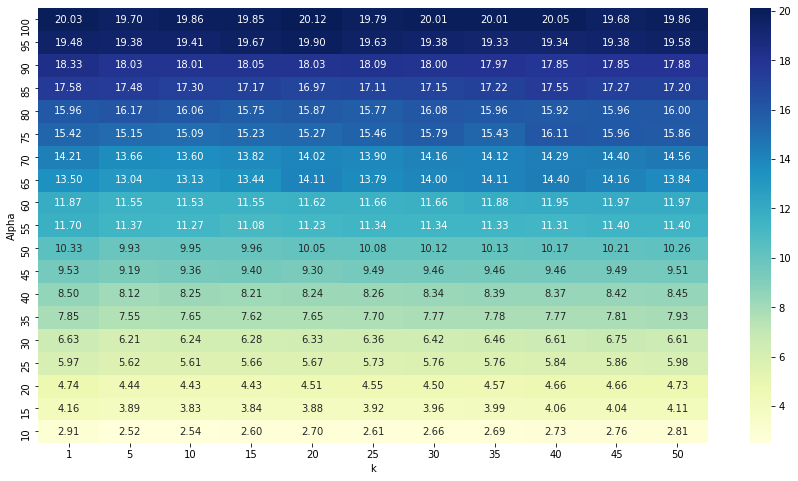 100 20.03 19.70 19.86 19.85 20.12 19.79 20.01 20.01 20.05 19.68 19.86
95 19.48 19.38 19.41 19.67 19.90 19.63 19.38 19.33 19.34 19.38 19.58
90 18.33 18.03 18.01 18.05 18.03 18.09 18.00 17.97 17.85 17.85 17.88
85 17.58 17.48 17.30 17.17 16.97 17.11 17.15 17.22 17.55 17.27 17.20
80 15.96 16.17 16.06 15.75 15.87 15.77 16.08 15.96 15.92 15.96 16.00
75 15.42 15.15 15.09 15.23 15.27 15.46 15.79 15.43 16.11 15.96 15.86
70 14.21 13.66 13.60 13.82 14.02 13.90 14.16 14.12 14.29 14.40 14.56
65 13.50 13.04 13.13 13.44 14.11 13.79 14.00 14.11 14.40 14.16 13.84
60 11.87 11.55 11.53 11.55 11.62 11.66 11.66 11.88 11.95 11.97 11.97
55 11.70 11.37 11.27 11.08 11.23 11.34 11.34 11.33 11.31 11.40 11.40
50 10.33 9.93 9.95 9.96 10.05 10.08 10.12 10.13 10.17 10.21 10.26
45 9.53 9.19 9.36 9.40 9.30 9.49 9.46 9.46 9.46 9.49 9.51
40 8.50 8.12 8.25 8.21 8.24 8.26 8.34 8.39 8.37 8.42 8.45
35 7.85 7.55 7.65 7.62 7.65 7.70 7.77 7.78 7.77 7.81 7.93
30 6.63 6.21 6.24 6.28 6.33 6.36 6.42 6.46 6.61 6.75 6.61
25 5.97 5.62 5.61 5.66 5.67 5.73 5.76 5.76 5.84 5.86 5.98
20 4.74 4.44 4.43 4.43 4.51 4.55 4.50 4.57 4.66 4.66 4.73
15 4.16 3.89 3.83 3.84 3.88 3.92 3.96 3.99 4.06 4.04 4.11
10 2.91 2.52 2.54 2.60 2.70 2.61 2.66 2.69 2.73 2.76 2.81
1 5 10 15 20 25 30 35 40 45 50
k
Alpha
20
18
16
14
12
10
8
6
4